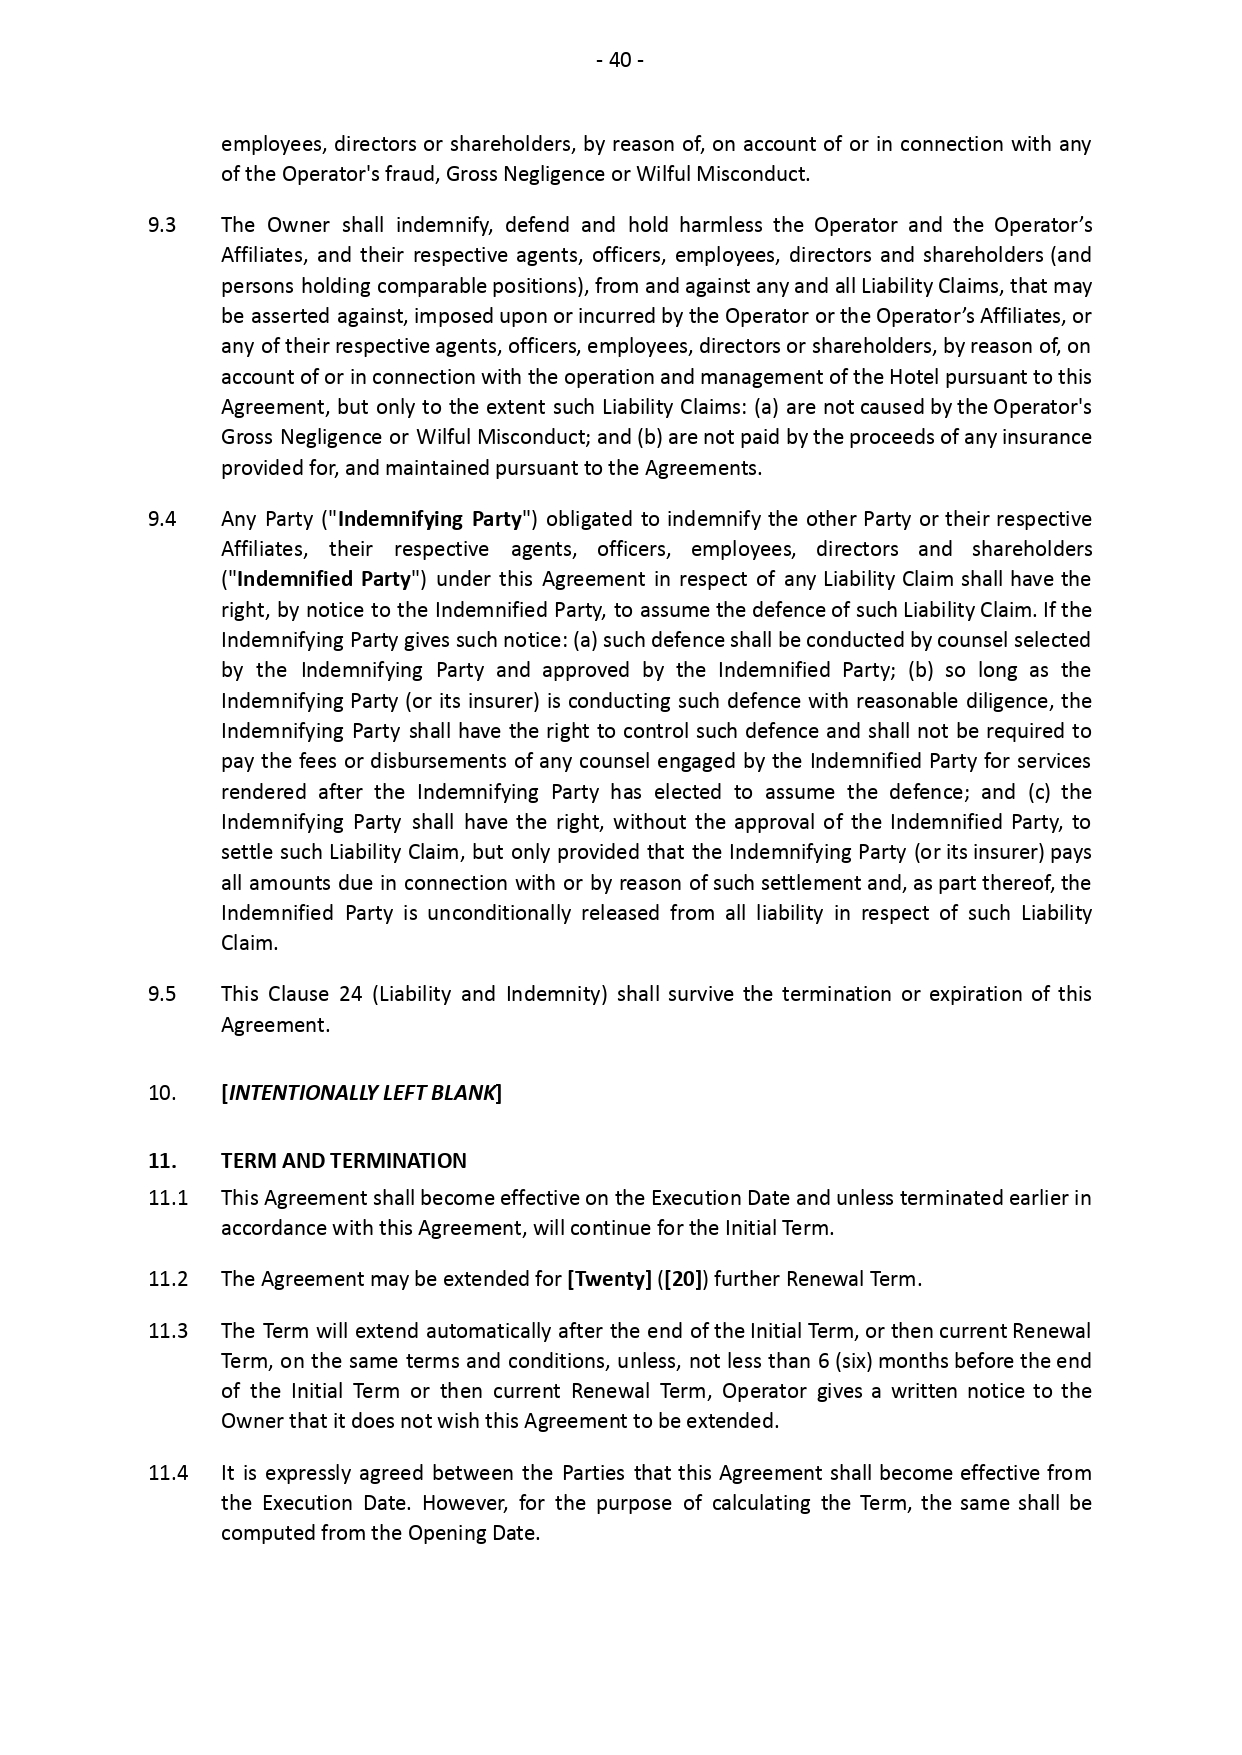 - 40 -
employees, directors or shareholders, by reason of, on account of or in connection with any
of the Operator's fraud, Gross Negligence or Wilful Misconduct.
9.3 The Owner shall indemnify, defend and hold harmless the Operator and the Operator’s
Affiliates, and their respective agents, officers, employees, directors and shareholders (and
persons holding comparable positions), from and against any and all Liability Claims, that may
be asserted against, imposed upon or incurred by the Operator or the Operator’s Affiliates, or
any of their respective agents, officers, employees, directors or shareholders, by reason of, on
account of or in connection with the operation and management of the Hotel pursuant to this
Agreement, but only to the extent such Liability Claims: (a) are not caused by the Operator's
Gross Negligence or Wilful Misconduct; and (b) are not paid by the proceeds of any insurance
provided for, and maintained pursuant to the Agreements.
9.4 Any Party ("Indemnifying Party") obligated to indemnify the other Party or their respective
Affiliates, their respective agents, officers, employees, directors and shareholders
("Indemnified Party") under this Agreement in respect of any Liability Claim shall have the
right, by notice to the Indemnified Party, to assume the defence of such Liability Claim. If the
Indemnifying Party gives such notice: (a) such defence shall be conducted by counsel selected
by the Indemnifying Party and approved by the Indemnified Party; (b) so long as the
Indemnifying Party (or its insurer) is conducting such defence with reasonable diligence, the
Indemnifying Party shall have the right to control such defence and shall not be required to
pay the fees or disbursements of any counsel engaged by the Indemnified Party for services
rendered after the Indemnifying Party has elected to assume the defence; and (c) the
Indemnifying Party shall have the right, without the approval of the Indemnified Party, to
settle such Liability Claim, but only provided that the Indemnifying Party (or its insurer) pays
all amounts due in connection with or by reason of such settlement and, as part thereof, the
Indemnified Party is unconditionally released from all liability in respect of such Liability
Claim.
9.5 This Clause 24 (Liability and Indemnity) shall survive the termination or expiration of this
Agreement.
10. [INTENTIONALLY LEFT BLANK]
11. TERM AND TERMINATION
11.1 This Agreement shall become effective on the Execution Date and unless terminated earlier in
accordance with this Agreement, will continue for the Initial Term.
11.2 The Agreement may be extended for [Twenty] ([20]) further Renewal Term.
11.3 The Term will extend automatically after the end of the Initial Term, or then current Renewal
Term, on the same terms and conditions, unless, not less than 6 (six) months before the end
of the Initial Term or then current Renewal Term, Operator gives a written notice to the
Owner that it does not wish this Agreement to be extended.
11.4 It is expressly agreed between the Parties that this Agreement shall become effective from
the Execution Date. However, for the purpose of calculating the Term, the same shall be
computed from the Opening Date.